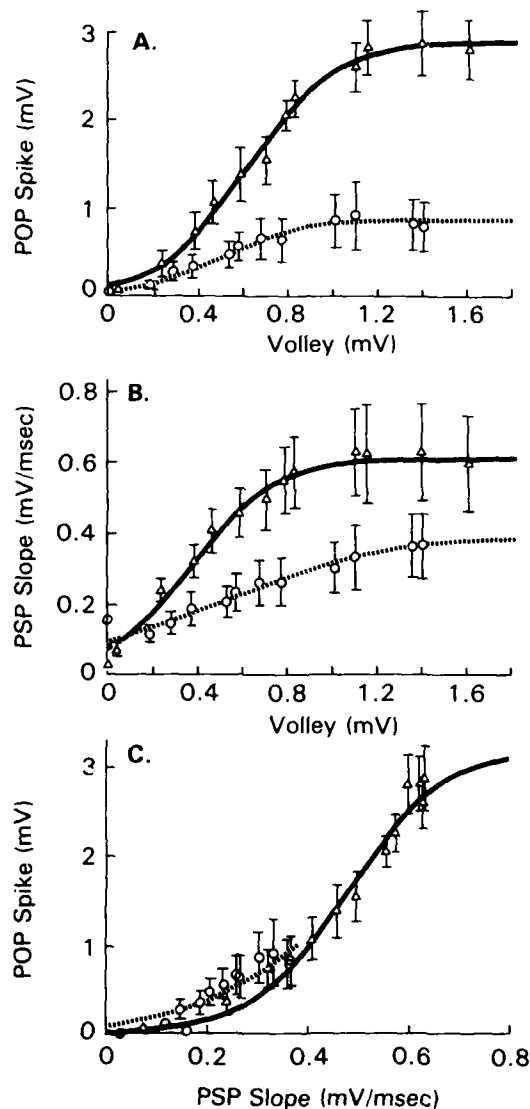 A.
POP Spike (mV)
3
2
1
0
0 0.4 0.8 1.2 1.6
Volley (mV)
B.
PSP Slope (mV/msec)
0.8
0.6
0.4
0.2
0
0 0.4 0.8 1.2 1.6
Volley (mV)
C.
POP Spike (mV)
3
2
1
0
0 0.2 0.4 0.6 0.8
PSP Slope (mV/msec)